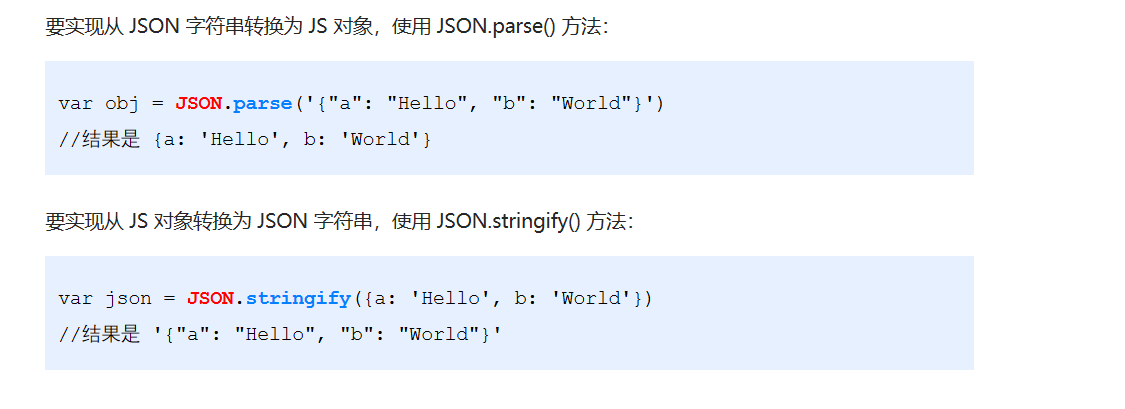 要实现从 JSON 字符串转换为 JS 对象，使用 JSON.parse() 方法：
var obj = JSON.parse('{"a": "Hello", "b": "World"}')
//结果是 {a: 'Hello', b: 'World'}
要实现从 JS 对象转换为 JSON 字符串，使用 JSON.stringify() 方法：
var json = JSON.stringify({a: 'Hello', b: 'World'})
//结果是 '{"a": "Hello", "b": "World"}'